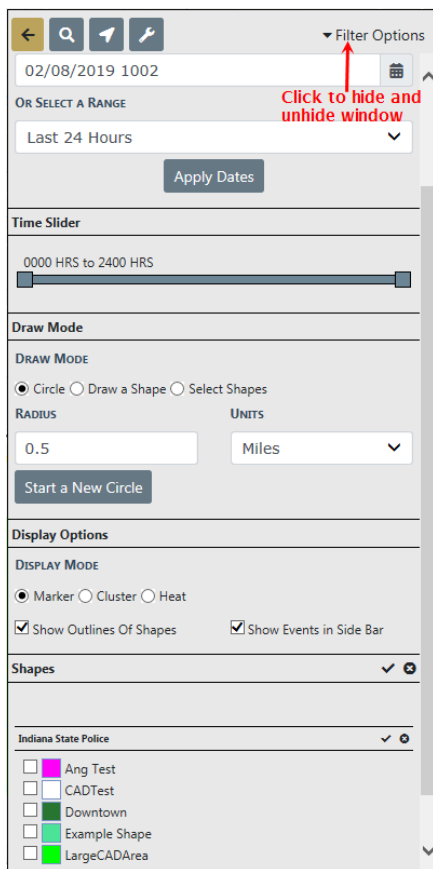 Filter Options
02/08/2019 1002
Click to hide and
unhide window
OR SELECT A RANGE
Last 24 Hours
Apply Dates
Time Slider
0000 HRS to 2400 HRS
Draw Mode
DRAW MODE
Circle Draw a Shape Select Shapes
RADIUS UNITS
0.5 Miles
Start a New Circle
Display Options
DISPLAY MODE
Marker Cluster Heat
Show Outlines Of Shapes Show Events in Side Bar
Shapes
Indiana State Police
Ang Test
CADTest
Downtown
Example Shape
LargeCADArea